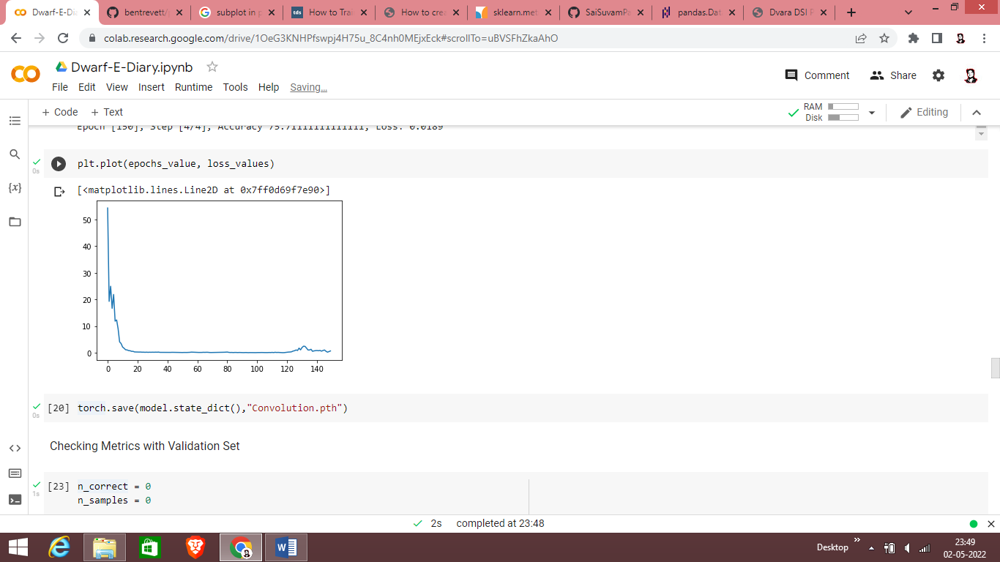 Dwarf-E-Dia
bentrevett/
subplot in p
tds How to Trai
How to crea
sklearn.met
SaiSuvamPa
pandas.Dat
Dvara DSI P
colab.research.google.com/drive/1OeG3KNHPfswpj4H75u_8C4nh0MEjxEck#scrollTo=uBVSFhZkaAhO
Dwarf-E-Diary.ipynb
Comment Share
File Edit View Insert Runtime Tools Help Saving...
+ Code + Text
RAM
Disk
Editing
Epoch [150], Step [4/4], Accuracy Loss: 0.0189
{x}
0s
plt.plot(epochs_value, loss_values)
[<matplotlib.lines.Line2D at 0x7ff0d69f7e90>]
50
40
30
20
10
0
0 20 40 60 80 100 120 140
[20] torch.save(model.state_dict(),"Convolution.pth")
0s
Checking Metrics with Validation Set
[23] n_correct = 0
1s
n_samples = 0
2s completed at 23:48
Desktop
23:49
02-05-2022